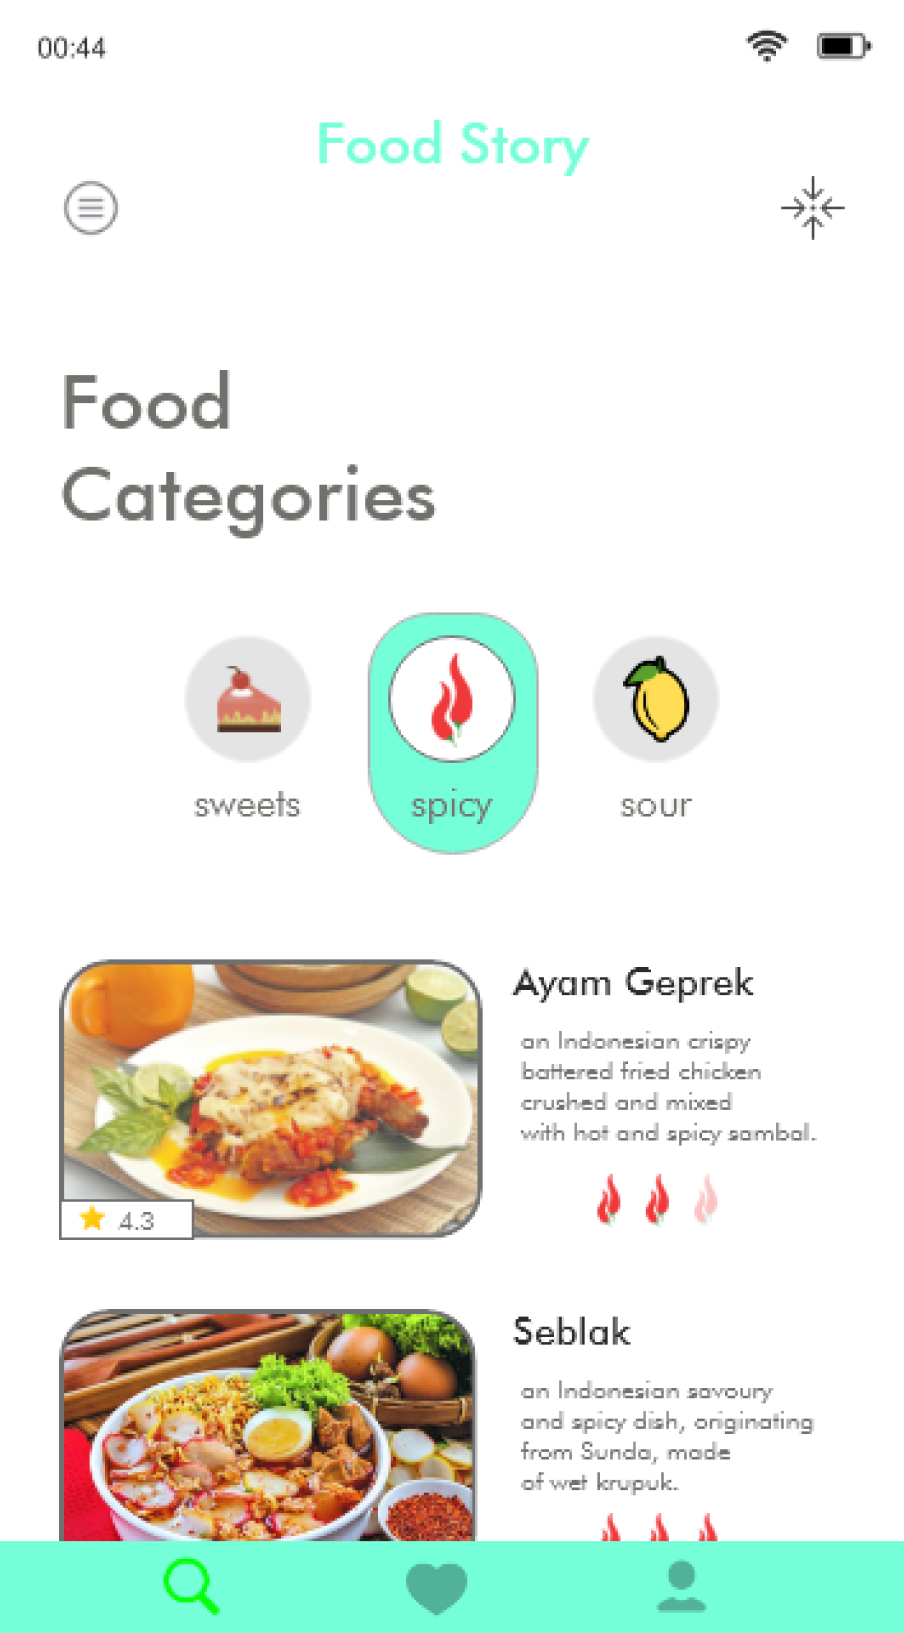 00:44
Food Story
Food
Categories
sweets
spicy
sour
Ayam Geprek
an Indonesian crispy
battered fried chicken
crushed and mixed
with hot and spicy sambal.
4.3
Seblak
an Indonesian savoury
and spicy dish, originating
from Sunda, made
of wet krupuk.